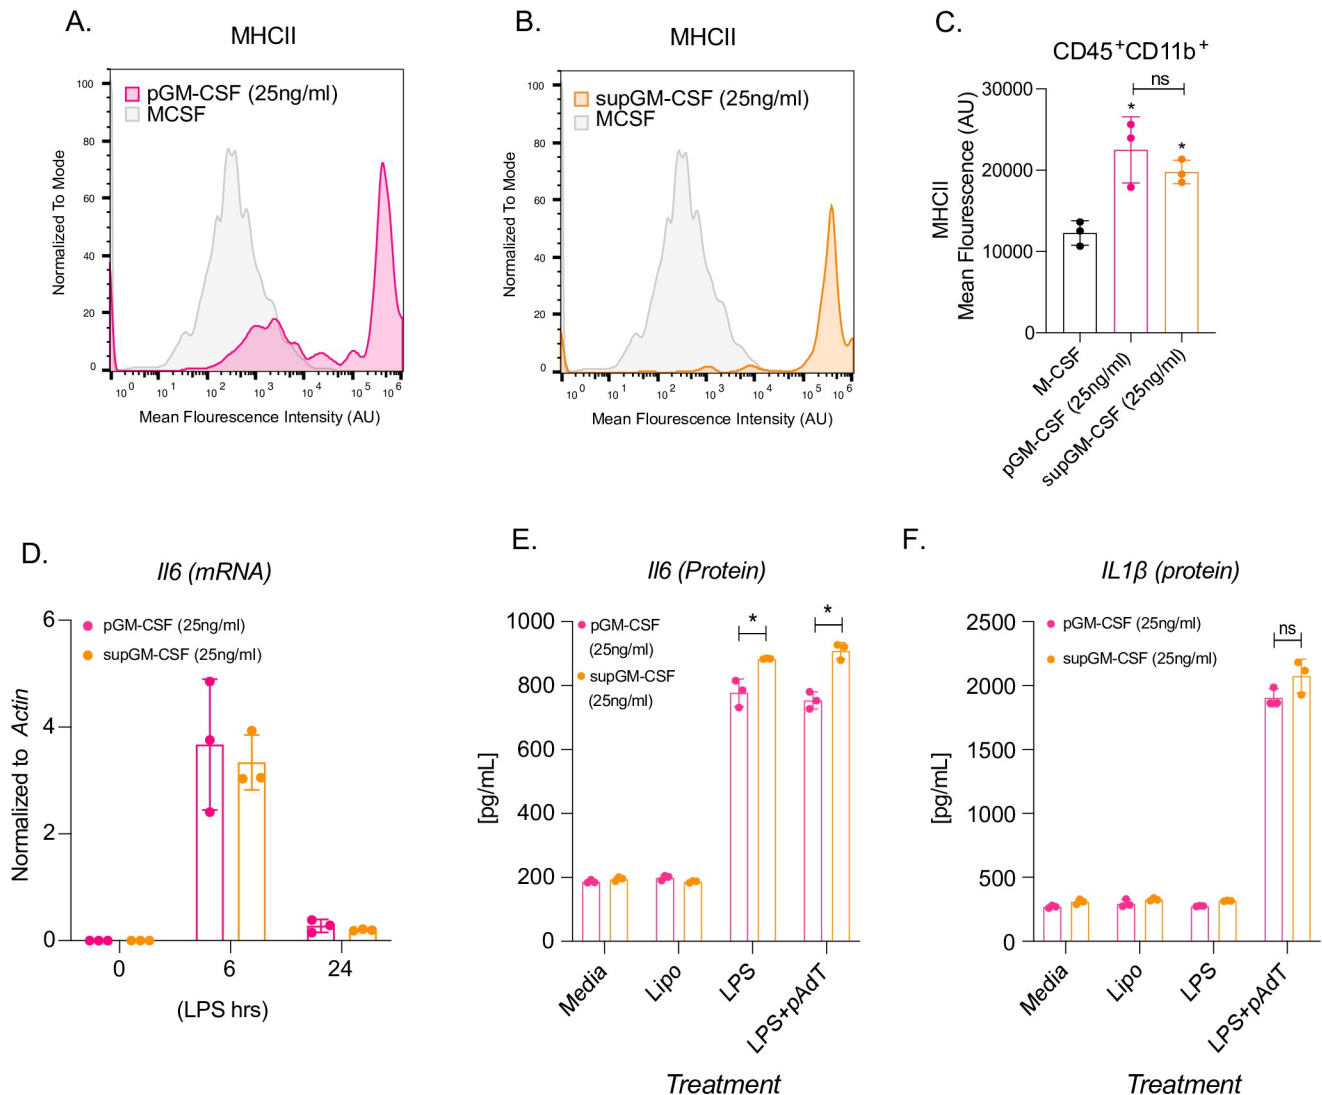 A.
MHCII
pGM-CSF (25ng/ml)
MCSF
Normalized To Mode
100
80
60
40
20
0
10 0
10 1
10 2
10 3
10 4
10 5
10 6
Mean Flourescence Intensity (AU)
B.
MHCII
supGM-CSF (25ng/ml)
MCSF
Normalized To Mode
100
80
60
40
20
0
10 0
10 1
10 2
10 3
10 4
10 5
10 6
Mean Flourescence Intensity (AU)
C.
CD45+CD11b+
ns
*
*
MHCII
Mean Flourescence (AU)
30000
20000
10000
0
M-CSF
pGM-CSF (25ng/ml)
supGM-CSF (25ng/ml)
D.
Il6 (mRNA)
pGM-CSF (25ng/ml)
supGM-CSF (25ng/ml)
Normalized to Actin
6
4
2
0
0
6
24
(LPS hrs)
E.
Il6 (Protein)
pGM-CSF
(25ng/ml)
supGM-CSF
(25ng/ml)
*
*
[pg/mL]
1000
800
600
400
200
0
Media
Lipo
LPS
LPS+pAdT
Treatment
F.
IL1β (protein)
pGM-CSF (25ng/ml)
supGM-CSF (25ng/ml)
ns
[pg/mL]
2500
2000
1500
1000
500
0
Media
Lipo
LPS
LPS+pAdT
Treatment